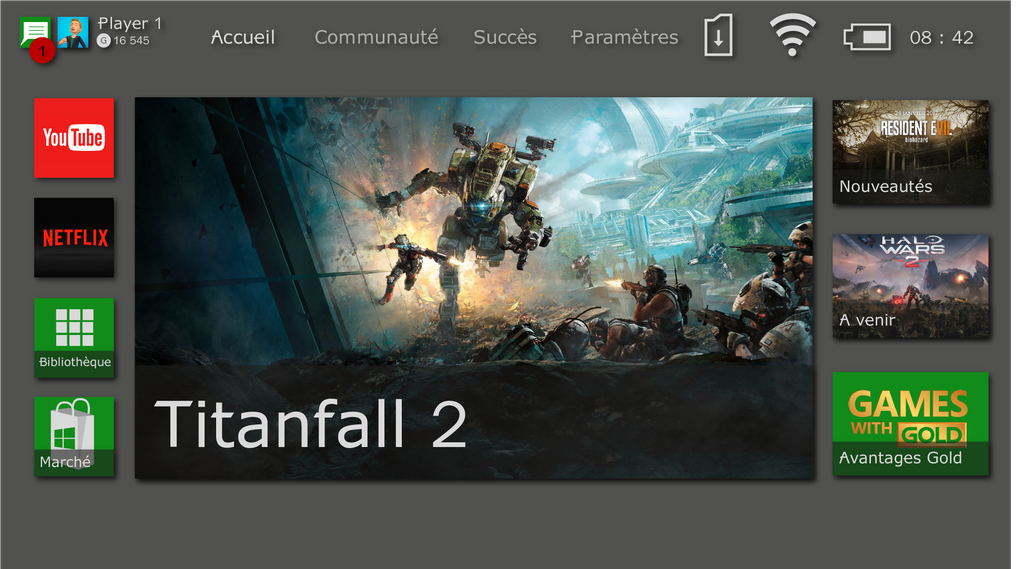 1
Player 1
G 16 545
Accueil
Communauté
Succès
Paramètres
08 : 42
YouTube
NETFLIX
Bibliothèque
Marché
Titanfall 2
RESIDENT EVII
biohazard
Nouveautés
HALO
WARS
2
A venir
GAMES
WITH GOLD
Avantages Gold